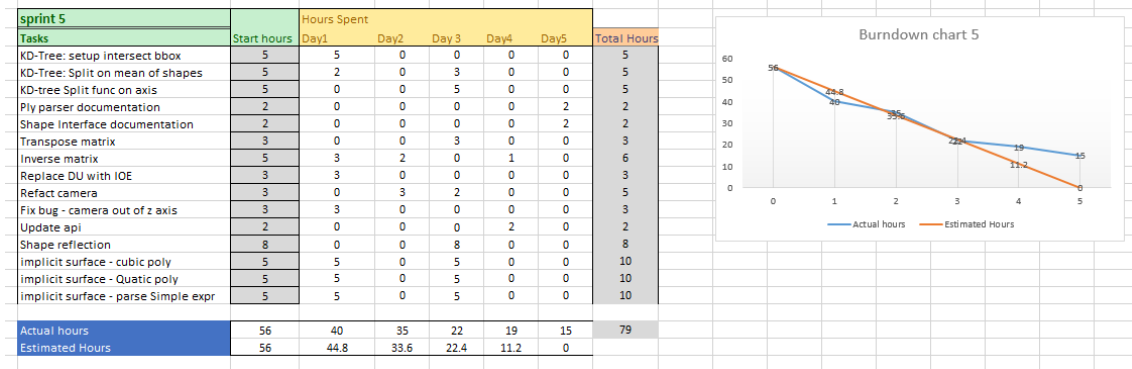 sprint 5 Hours Spent
Tasks Start hours Day1 Day2 Day 3 Day4 Day5 Total Hours
KD-Tree: setup intersect bbox 5 5 0 0 0 0 5
KD-Tree: Split on mean of shapes 5 2 0 3 0 0 5
KD-tree Split func on axis 5 0 0 5 0 0 5
Ply parser documentation 2 0 0 0 0 2 2
Shape Interface documentation 2 0 0 0 0 2 2
Transpose matrix 3 0 0 3 0 0 3
Inverse matrix 5 3 2 0 1 0 6
Replace DU with IOE 3 3 0 0 0 0 3
Refact camera 3 0 3 2 0 0 5
Fix bug - camera out of z axis 3 3 0 0 0 0 3
Update api 2 0 0 0 2 0 2
Shape reflection 8 0 0 8 0 0 8
implicit surface - cubic poly 5 5 0 5 0 0 10
implicit surface - Quatic poly 5 5 0 5 0 0 10
implicit surface - parse Simple expr 5 5 0 5 0 0 10
Actual hours 56 40 35 22 19 15 79
Estimated Hours 56 44.8 33.6 22.4 11.2 0
Burndown chart 5
60
50
40
30
20
10
0
56
44.8
40
35
33.6
22
22.4
19
11.2
15
0
0 1 2 3 4 5
Actual hours Estimated Hours